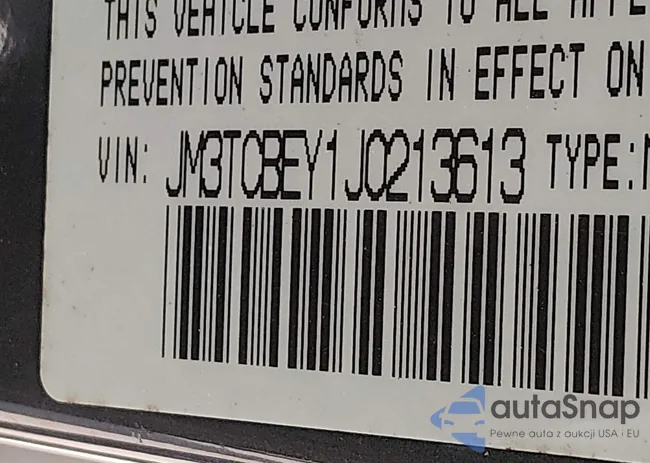 THIS VEHICLE CONFORMS TO ALL APPL
PREVENTION STANDARDS IN EFFECT ON
VIN: JM3TCBEY1J0213613 TYPE:M
autaSnap
Pewne auta z aukcji USA i EU